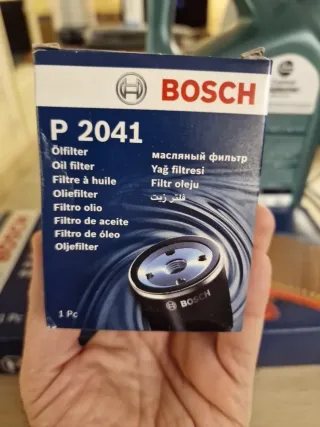 BOSCH
P 2041
Ölfilter
Oil filter
Filtre à huile
Oliefilter
Filtro olio
Filtro de aceite
Filtro de óleo
Oljefilter
масляный фильтр
Yağ filtresi
Filtr oleju
فلتر زيت
BOSCH
1 Pc